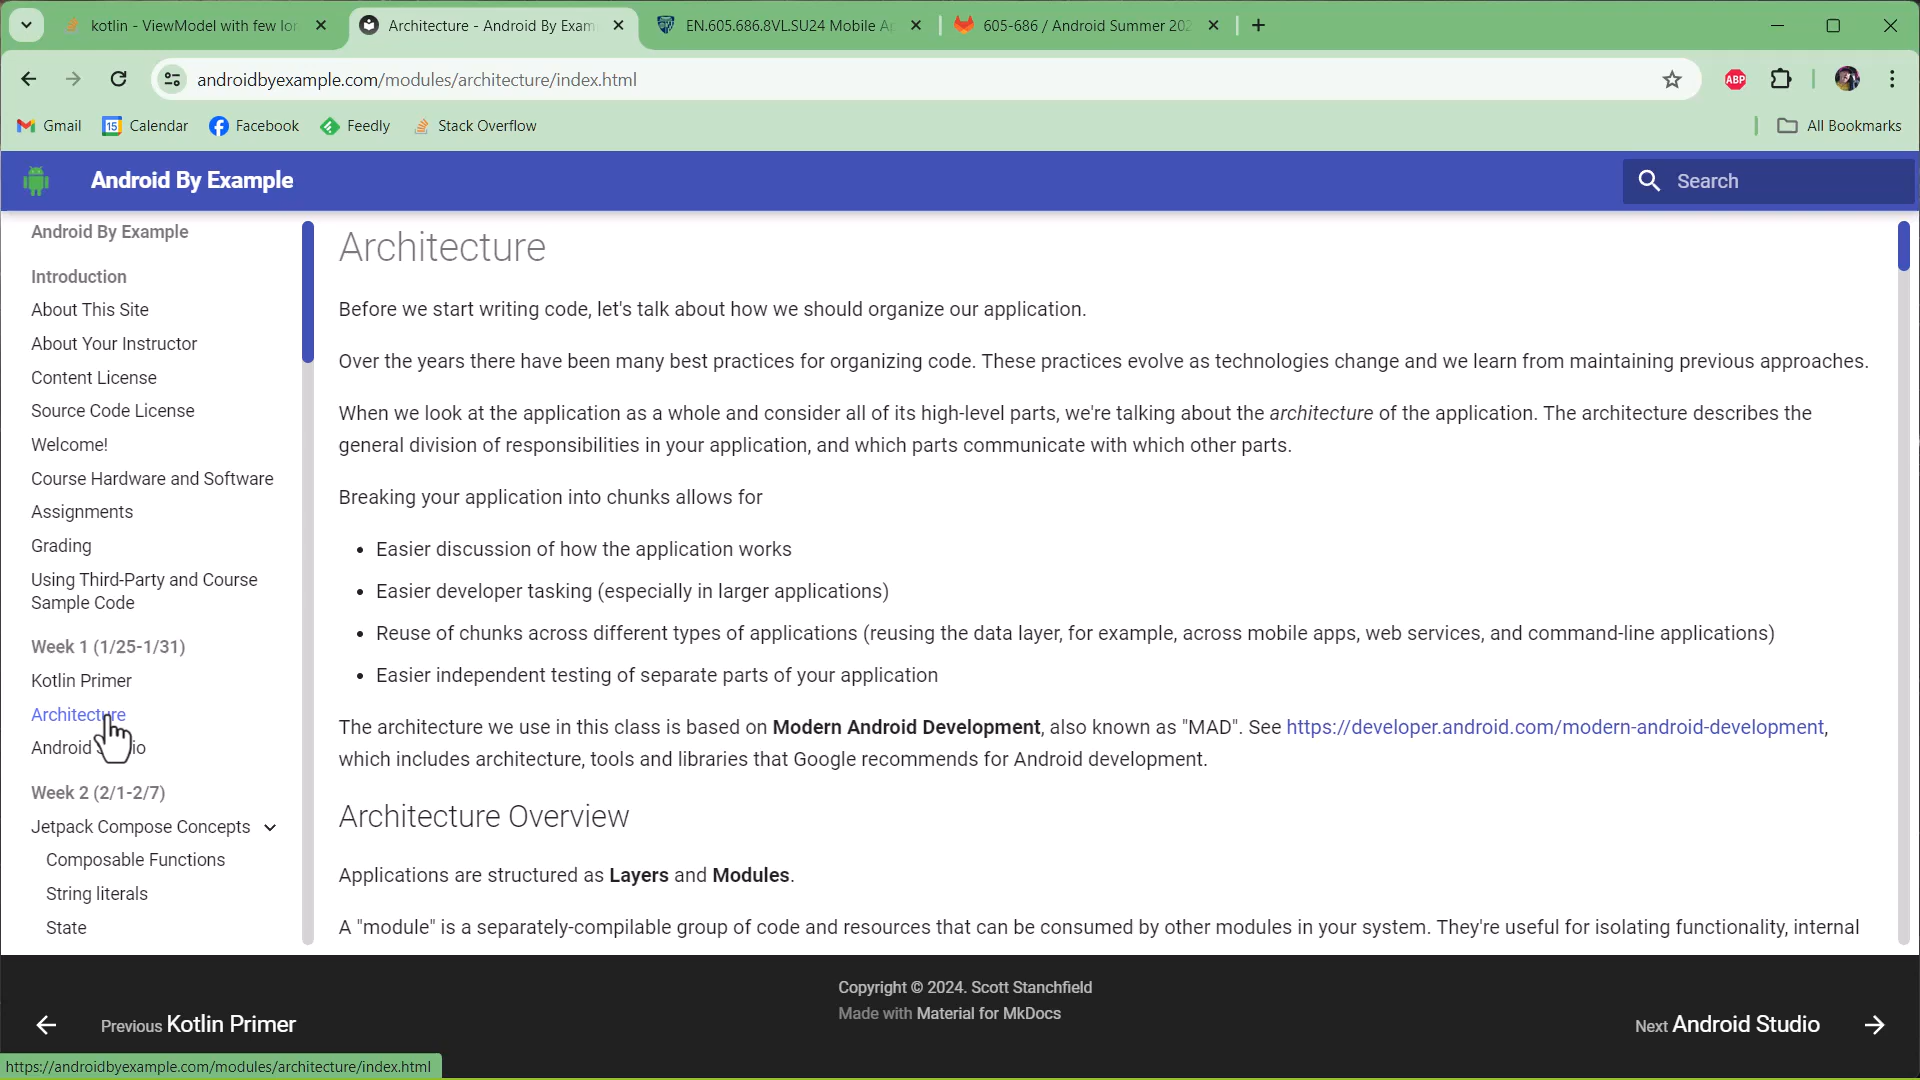 kotlin - ViewModel with few lor
Architecture - Android By Exam
EN.605.686.8VL.SU24 Mobile Ap
605-686 / Android Summer 202
androidbyexample.com/modules/architecture/index.html
ABP
Gmail
15
Calendar
Facebook
Feedly
Stack Overflow
All Bookmarks
Android By Example
Search
Android By Example
Introduction
About This Site
About Your Instructor
Content License
Source Code License
Welcome!
Course Hardware and Software
Assignments
Grading
Using Third-Party and Course
Sample Code
Week 1 (1/25-1/31)
Kotlin Primer
Architecture
Android
Week 2 (2/1-2/7)
Jetpack Compose Concepts
Composable Functions
String literals
State
Architecture
Before we start writing code, let's talk about how we should organize our application.
Over the years there have been many best practices for organizing code. These practices evolve as technologies change and we learn from maintaining previous approaches.
When we look at the application as a whole and consider all of its high-level parts, we're talking about the architecture of the application. The architecture describes the
general division of responsibilities in your application, and which parts communicate with which other parts.
Breaking your application into chunks allows for
• Easier discussion of how the application works
• Easier developer tasking (especially in larger applications)
• Reuse of chunks across different types of applications (reusing the data layer, for example, across mobile apps, web services, and command-line applications)
• Easier independent testing of separate parts of your application
The architecture we use in this class is based on Modern Android Development, also known as "MAD". See https://developer.android.com/modern-android-development,
which includes architecture, tools and libraries that Google recommends for Android development.
Architecture Overview
Applications are structured as Layers and Modules.
A "module" is a separately-compilable group of code and resources that can be consumed by other modules in your system. They're useful for isolating functionality, internal
Copyright © 2024. Scott Stanchfield
Made with Material for MkDocs
Previous Kotlin Primer
Next Android Studio
https://androidbyexample.com/modules/architecture/index.html